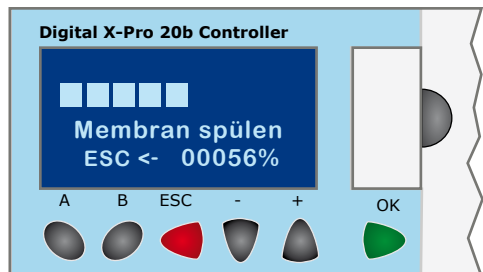 Digital X-Pro 20b Controller
Membran spülen
ESC <- 00056%
A B ESC - + OK